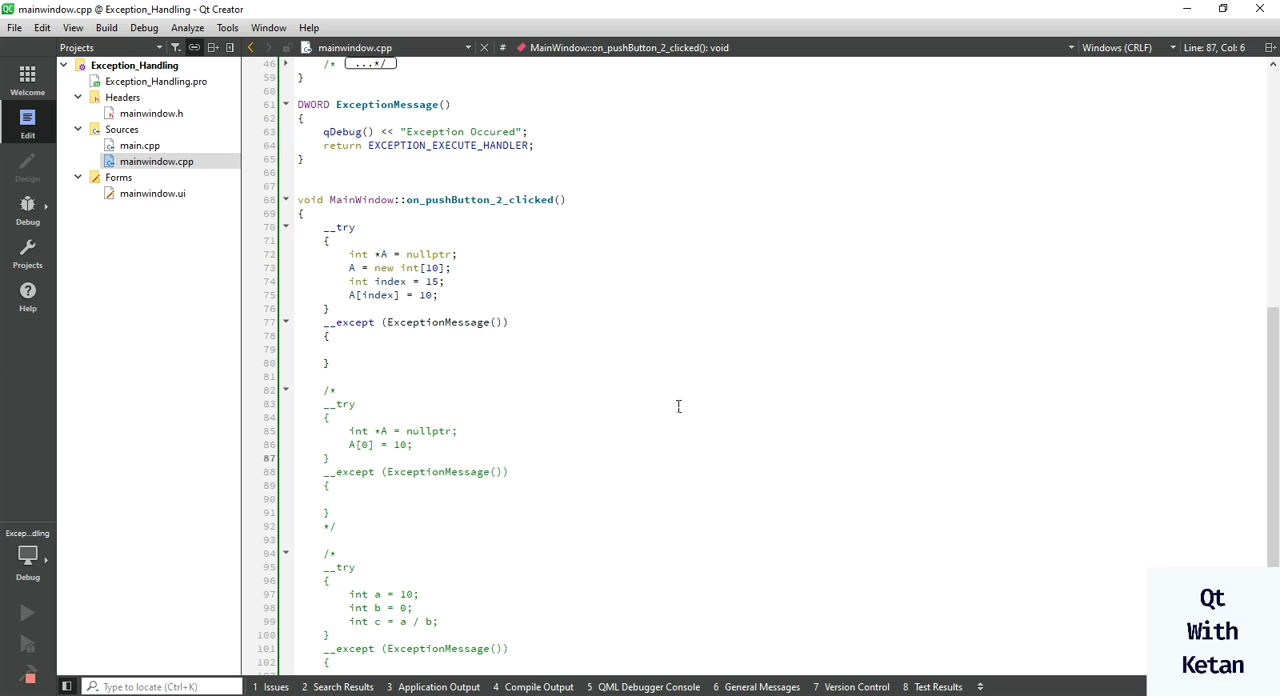 mainwindow.cpp @ Exception_Handling - Qt Creator
File Edit View Build Debug Analyze Tools Window Help
Projects mainwindow.cpp # MainWindow::on_pushButton_2_clicked(): void Windows (CRLF) Line: 87, Col: 6
Welcome
Edit
Design
Debug
Projects
Help
Excep...dling
Debug
Exception_Handling
Exception_Handling.pro
Headers
mainwindow.h
Sources
main.cpp
mainwindow.cpp
Forms
mainwindow.ui
46 /* ...*/
59 }
60
61 DWORD ExceptionMessage()
62 {
63 qDebug() << "Exception Occured";
64 return EXCEPTION_EXECUTE_HANDLER;
65 }
66
67
68 void MainWindow::on_pushButton_2_clicked()
69 {
70 __try
71 {
72 int *A = nullptr;
73 A = new int[10];
74 int index = 15;
75 A[index] = 10;
76 }
77 __except (ExceptionMessage())
78 {
79
80 }
81
82 /*
83 __try
84 {
85 int *A = nullptr;
86 A[0] = 10;
87 }
88 __except (ExceptionMessage())
89 {
90
91 }
92 */
93
94 /*
95 __try
96 {
97 int a = 10;
98 int b = 0;
99 int c = a / b;
100 }
101 __except (ExceptionMessage())
102 {
Qt
With
Ketan
Type to locate (Ctrl+K) 1 Issues 2 Search Results 3 Application Output 4 Compile Output 5 QML Debugger Console 6 General Messages 7 Version Control 8 Test Results